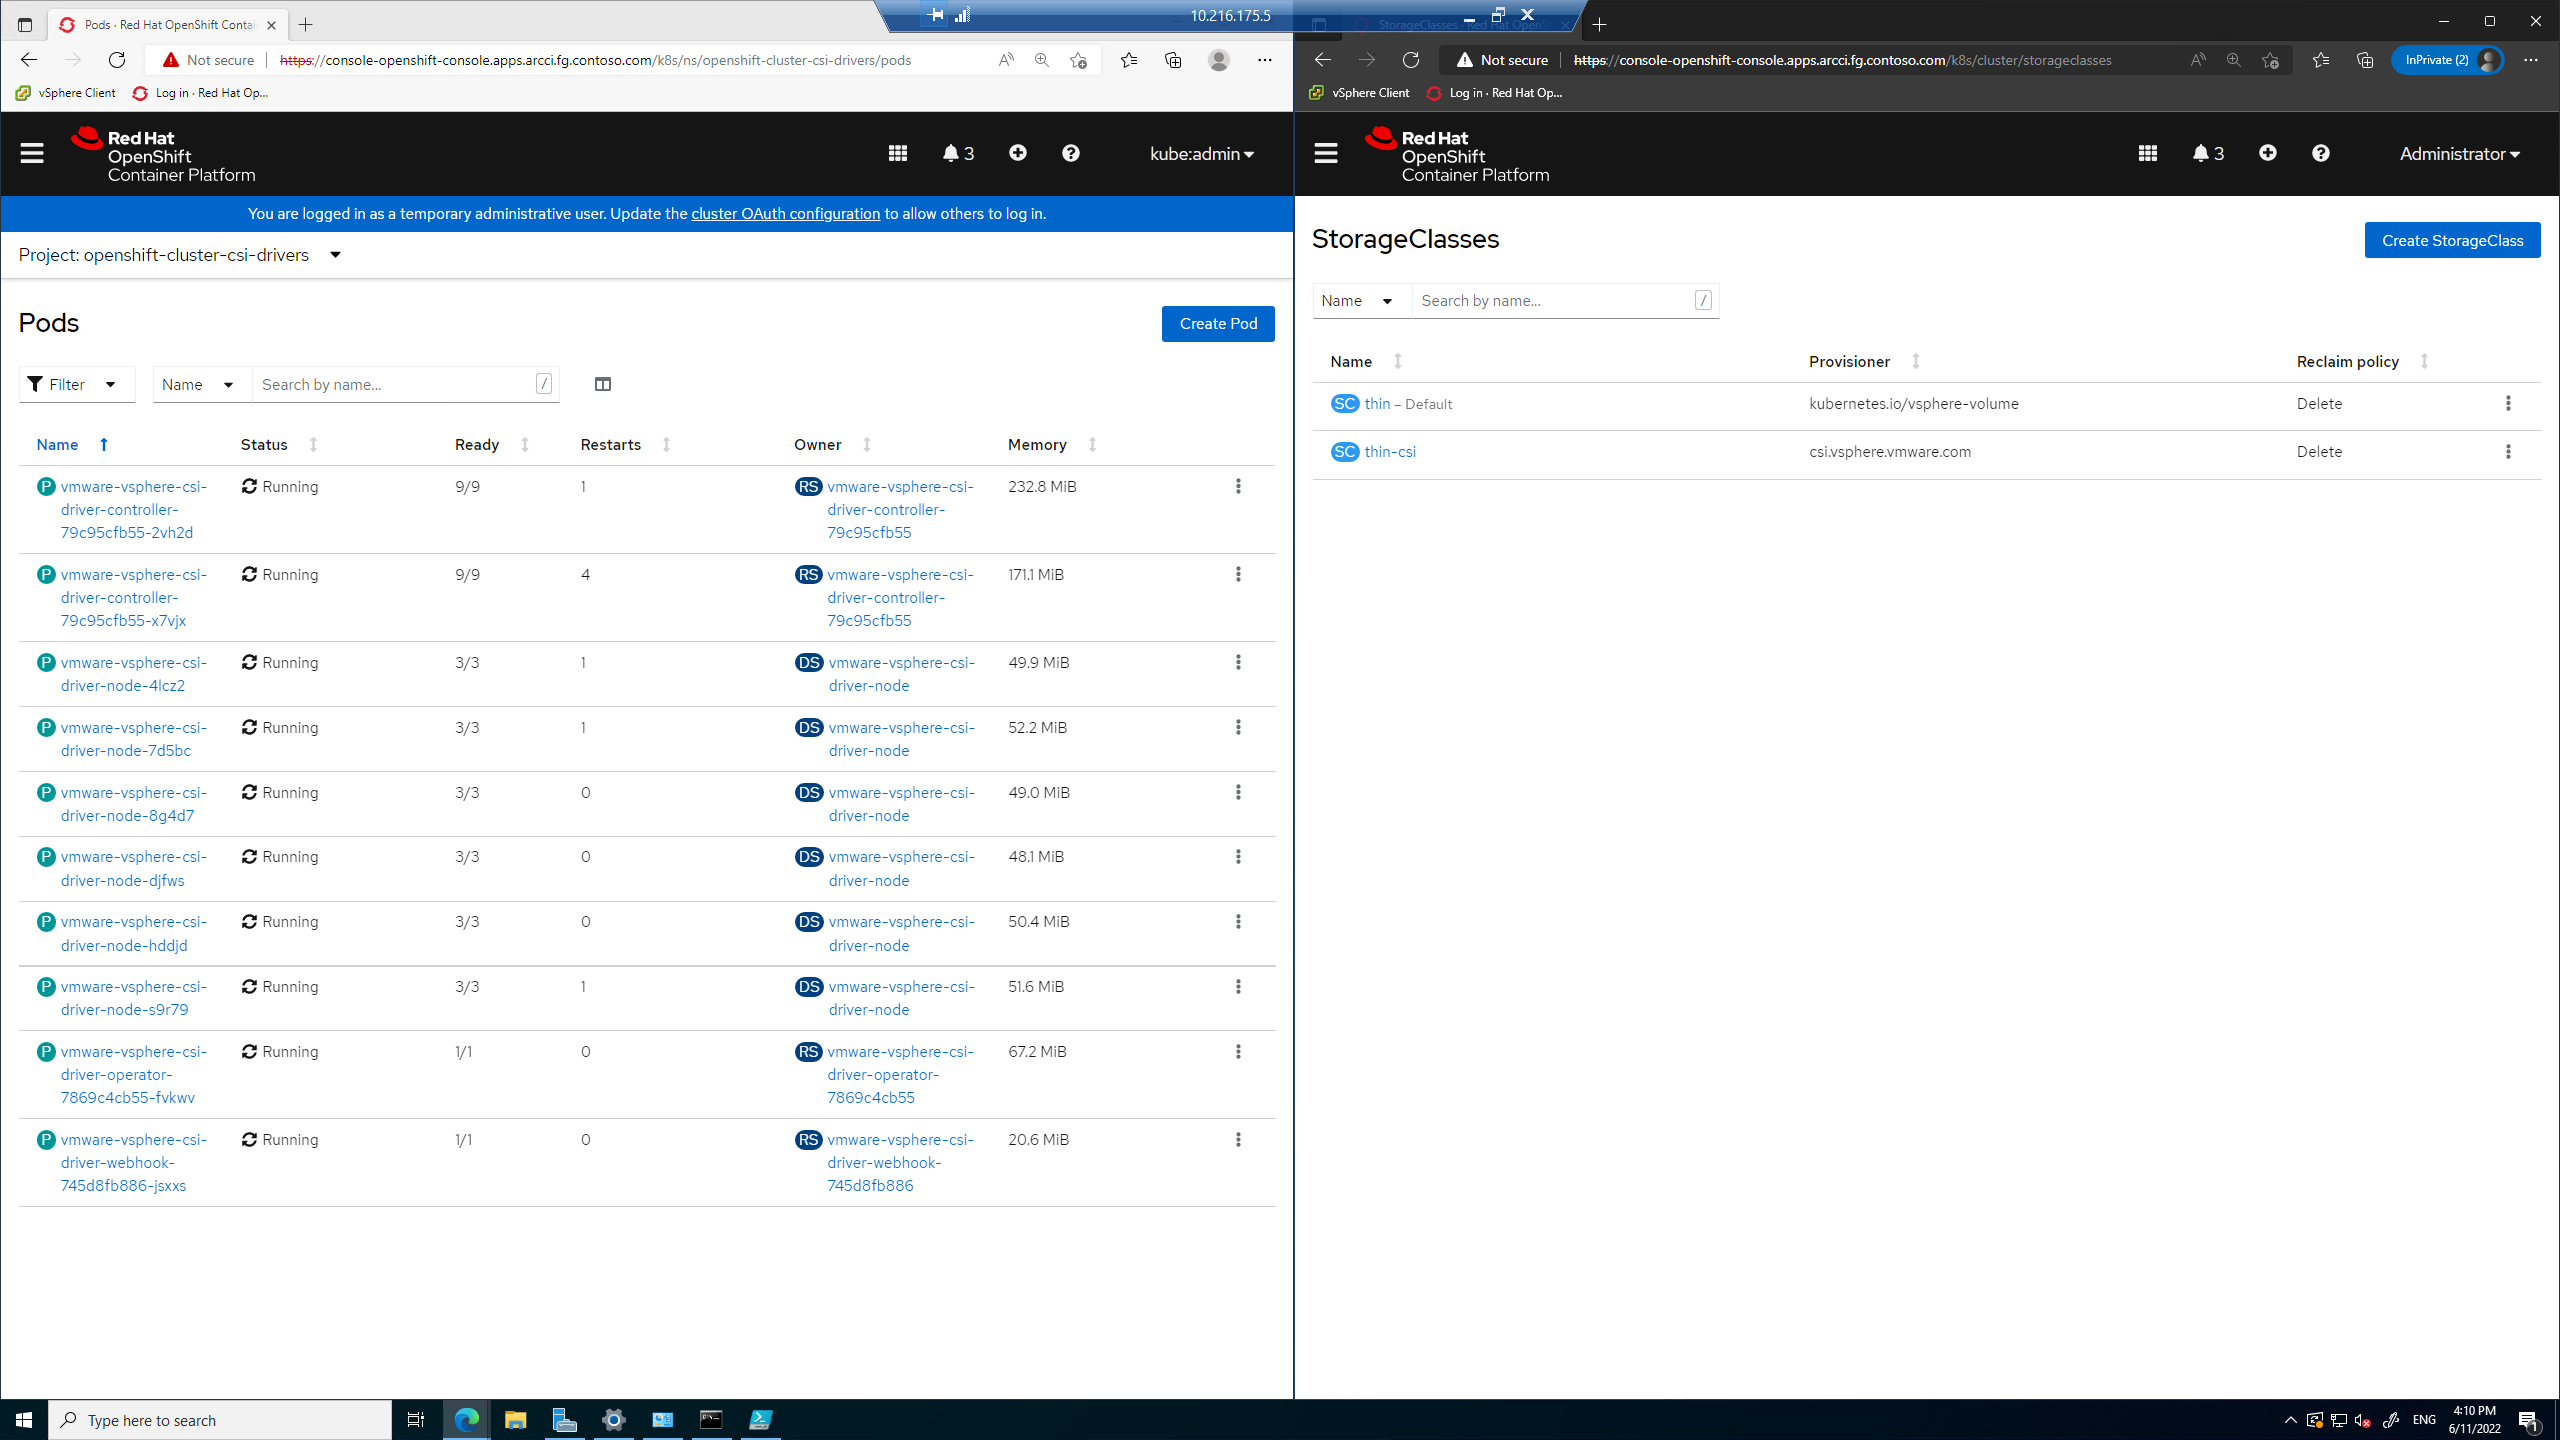 10.216.175.5
Pods · Red Hat OpenShift Contai
Not secure https://console-openshift-console.apps.arcci.fg.contoso.com/k8s/ns/openshift-cluster-csi-drivers/pods
vSphere Client Log in · Red Hat Op...
Red Hat
OpenShift
Container Platform
3
kube:admin
You are logged in as a temporary administrative user. Update the cluster OAuth configuration to allow others to log in.
Project: openshift-cluster-csi-drivers
Pods
Create Pod
Filter Name Search by name... /
Name Status Ready Restarts Owner Memory
P vmware-vsphere-csi- Running 9/9 1 RS vmware-vsphere-csi- 232.8 MiB
driver-controller- driver-controller-
79c95cfb55-2vh2d 79c95cfb55
P vmware-vsphere-csi- Running 9/9 4 RS vmware-vsphere-csi- 171.1 MiB
driver-controller- driver-controller-
79c95cfb55-x7vjx 79c95cfb55
P vmware-vsphere-csi- Running 3/3 1 DS vmware-vsphere-csi- 49.9 MiB
driver-node-4lcz2 driver-node
P vmware-vsphere-csi- Running 3/3 1 DS vmware-vsphere-csi- 52.2 MiB
driver-node-7d5bc driver-node
P vmware-vsphere-csi- Running 3/3 0 DS vmware-vsphere-csi- 49.0 MiB
driver-node-8g4d7 driver-node
P vmware-vsphere-csi- Running 3/3 0 DS vmware-vsphere-csi- 48.1 MiB
driver-node-djfws driver-node
P vmware-vsphere-csi- Running 3/3 0 DS vmware-vsphere-csi- 50.4 MiB
driver-node-hddjd driver-node
P vmware-vsphere-csi- Running 3/3 1 DS vmware-vsphere-csi- 51.6 MiB
driver-node-s9r79 driver-node
P vmware-vsphere-csi- Running 1/1 0 RS vmware-vsphere-csi- 67.2 MiB
driver-operator- driver-operator-
7869c4cb55-fvkwv 7869c4cb55
P vmware-vsphere-csi- Running 1/1 0 RS vmware-vsphere-csi- 20.6 MiB
driver-webhook- driver-webhook-
745d8fb886-jsxxs 745d8fb886
StorageClasses · Red Hat OpenS
Not secure https://console-openshift-console.apps.arcci.fg.contoso.com/k8s/cluster/storageclasses
InPrivate (2)
vSphere Client Log in · Red Hat Op...
Red Hat
OpenShift
Container Platform
3
Administrator
StorageClasses
Create StorageClass
Name Search by name... /
Name Provisioner Reclaim policy
SC thin – Default kubernetes.io/vsphere-volume Delete
SC thin-csi csi.vsphere.vmware.com Delete
Type here to search
ENG
4:10 PM
6/11/2022
1